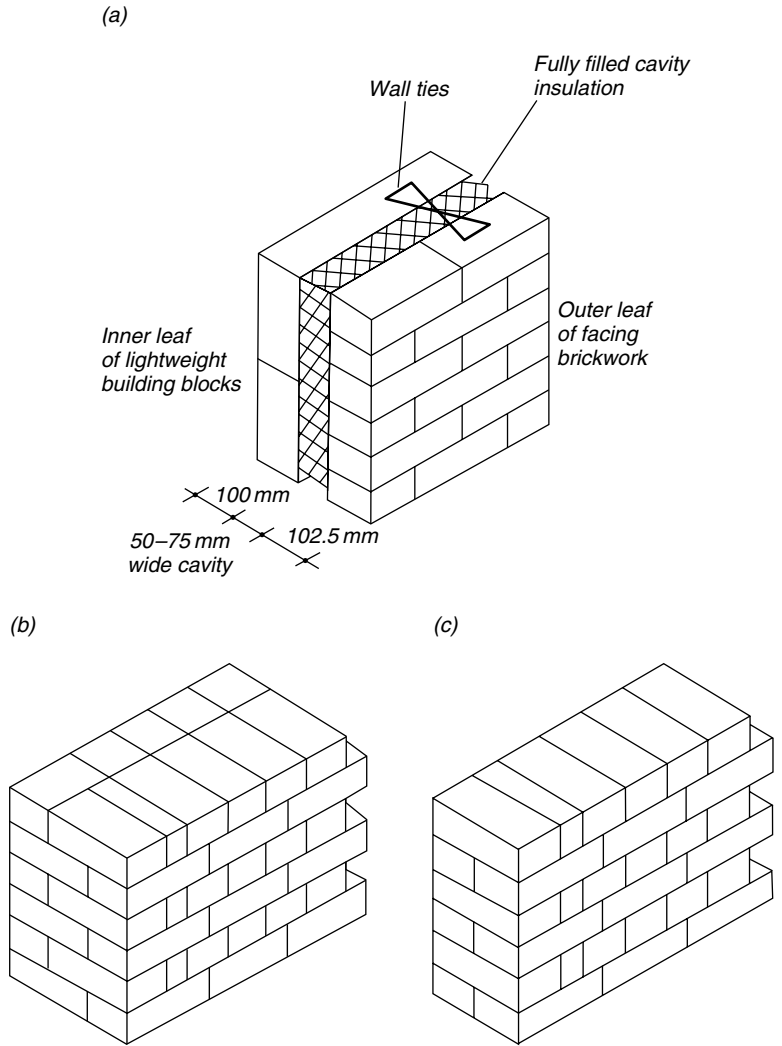 (a)
Fully filled cavity
insulation
Wall ties
Inner leaf
of lightweight
building blocks
Outer leaf
of facing
brickwork
100 mm
50–75 mm
wide cavity
102.5 mm
(b)
(c)